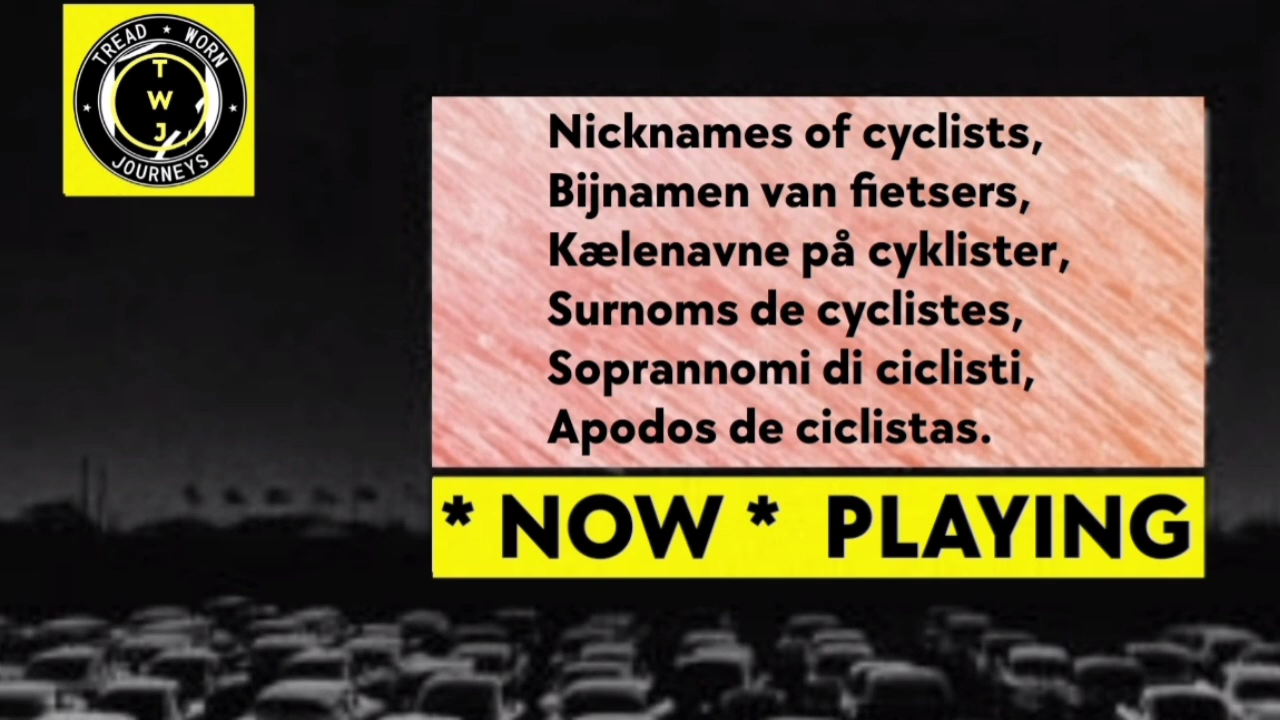 TREAD ★ WORN
T
W
J
JOURNEYS
Nicknames of cyclists,
Bijnamen van fietsers,
Kælenavne på cyklister,
Surnoms de cyclistes,
Soprannomi di ciclisti,
Apodos de ciclistas.
* NOW * PLAYING